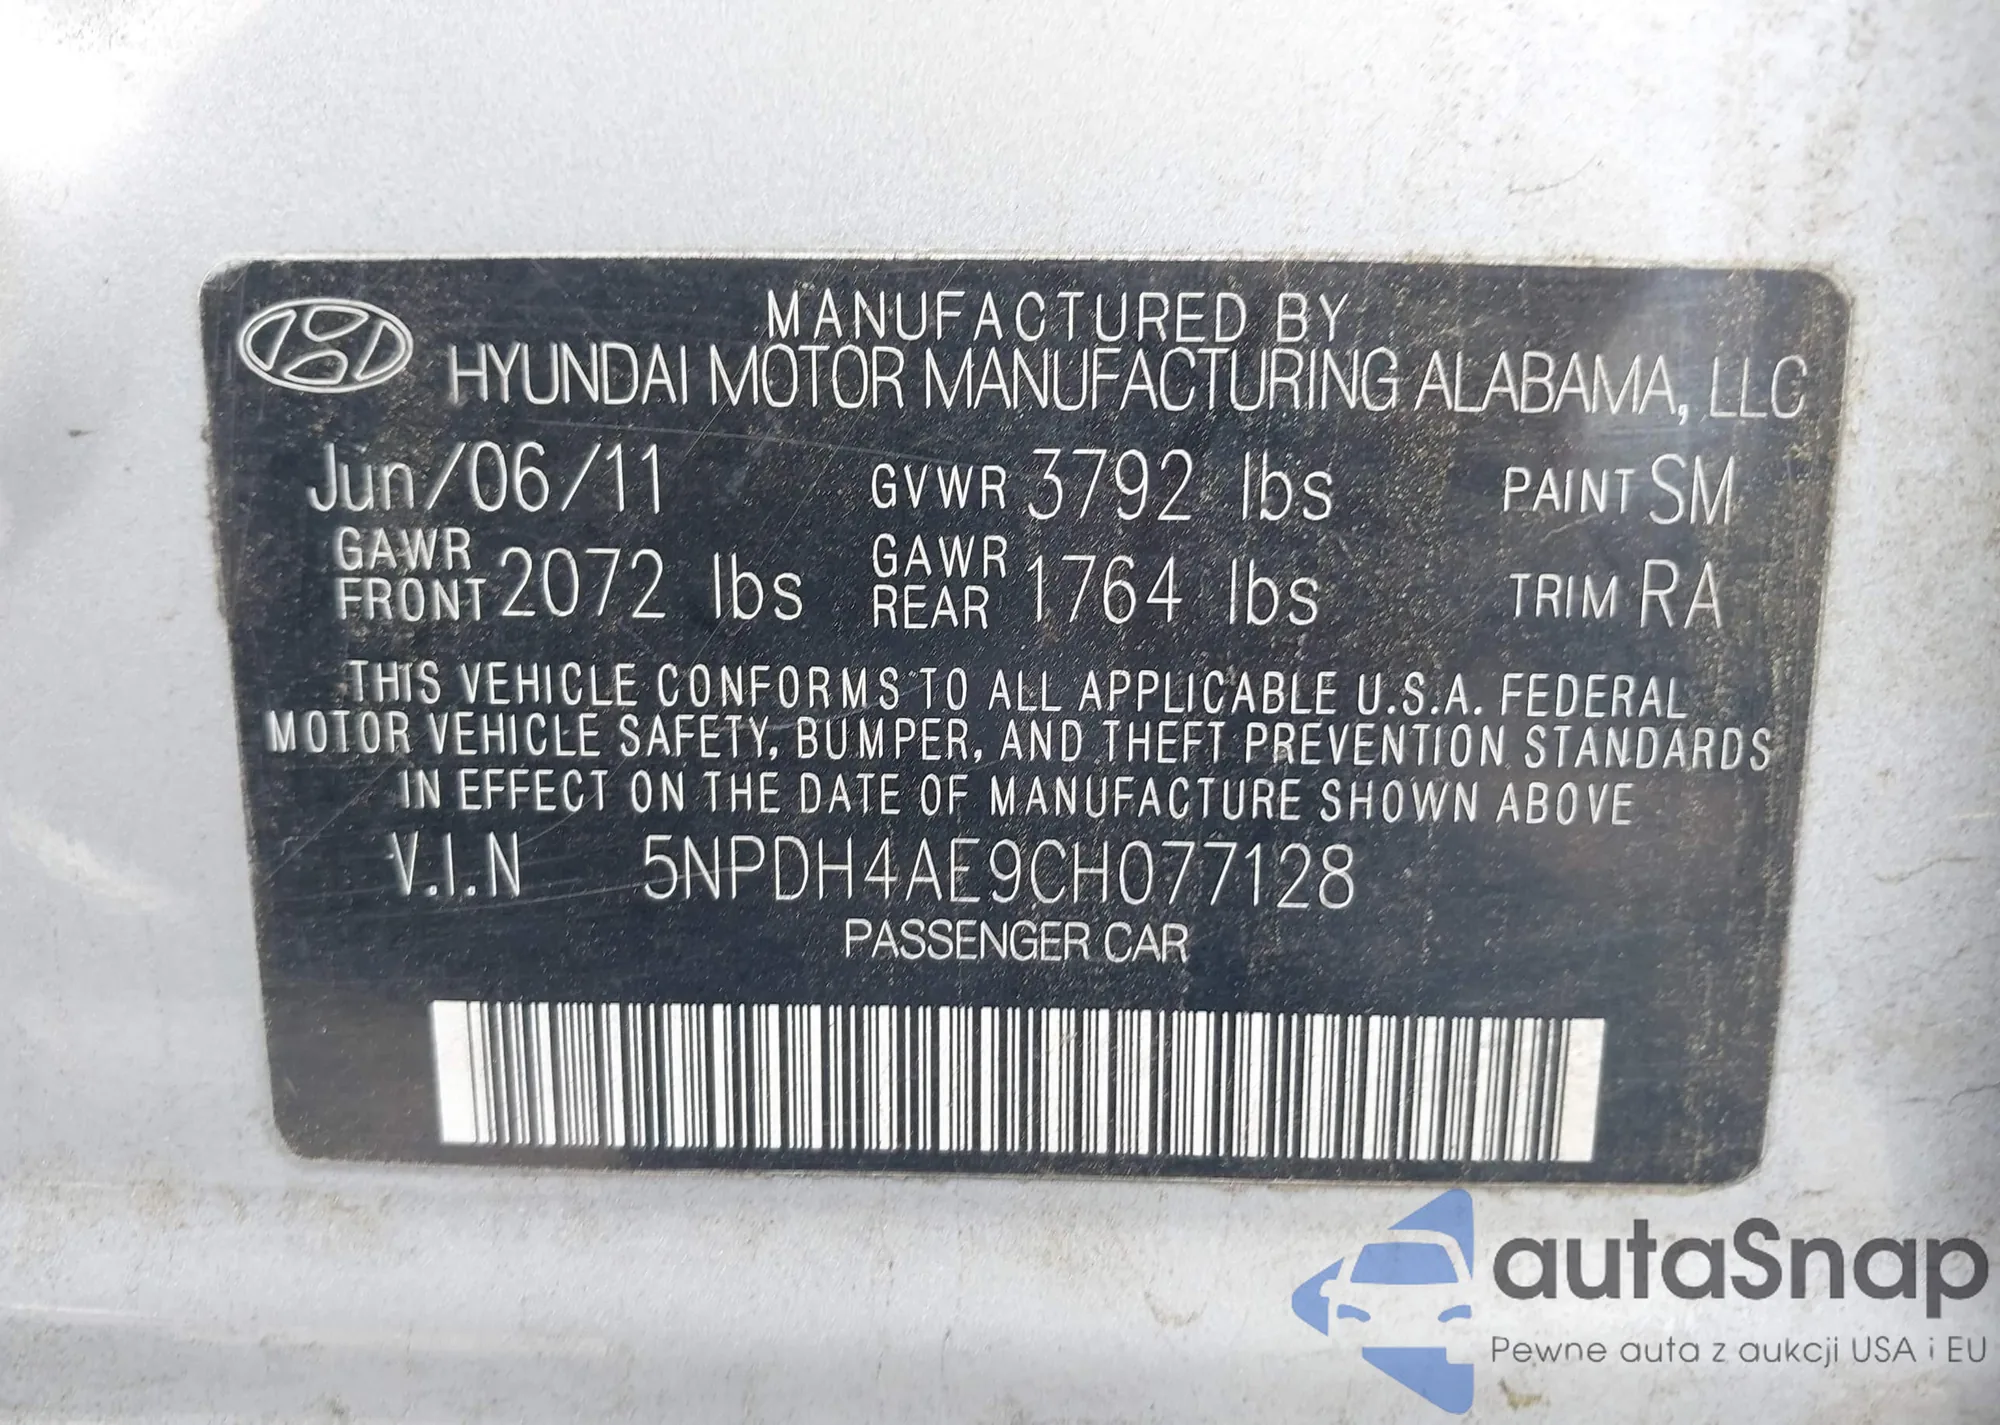 MANUFACTURED BY
HYUNDAI MOTOR MANUFACTURING ALABAMA, LLC
Jun/06/11 GVWR 3792 lbs PAINT SM
GAWR FRONT 2072 lbs GAWR REAR 1764 lbs TRIM RA
THIS VEHICLE CONFORMS TO ALL APPLICABLE U.S.A. FEDERAL
MOTOR VEHICLE SAFETY, BUMPER, AND THEFT PREVENTION STANDARDS
IN EFFECT ON THE DATE OF MANUFACTURE SHOWN ABOVE
V.I.N 5NPDH4AE9CH077128
PASSENGER CAR
autaSnap
Pewne auta z aukcji USA i EU